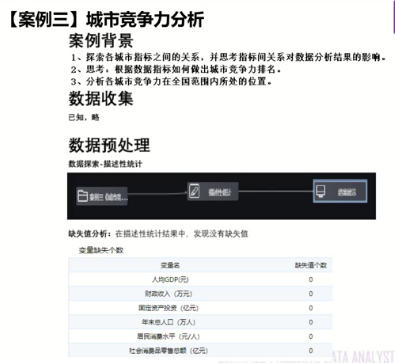 【案例三】城市竞争力分析
案例背景
1、探索各城市指标之间的关系，并思考指标间关系对数据分析结果的影响。
2、思考：根据数据指标如何做出城市竞争力排名。
3、分析各城市竞争力在全国范围内所处的位置。
数据收集
已知，略
数据预处理
数据探索-描述性统计
描述性统计
缺失值分析：在描述性统计结果中，发现没有缺失值
变量缺失个数
变量名 缺失值个数
人均GDP(元) 0
财政收入（万元） 0
固定资产投资（亿元） 0
年末总人口（万人） 0
居民消费水平（元/人） 0
社会消费品零售总额（亿元） 0
DATA ANALYST